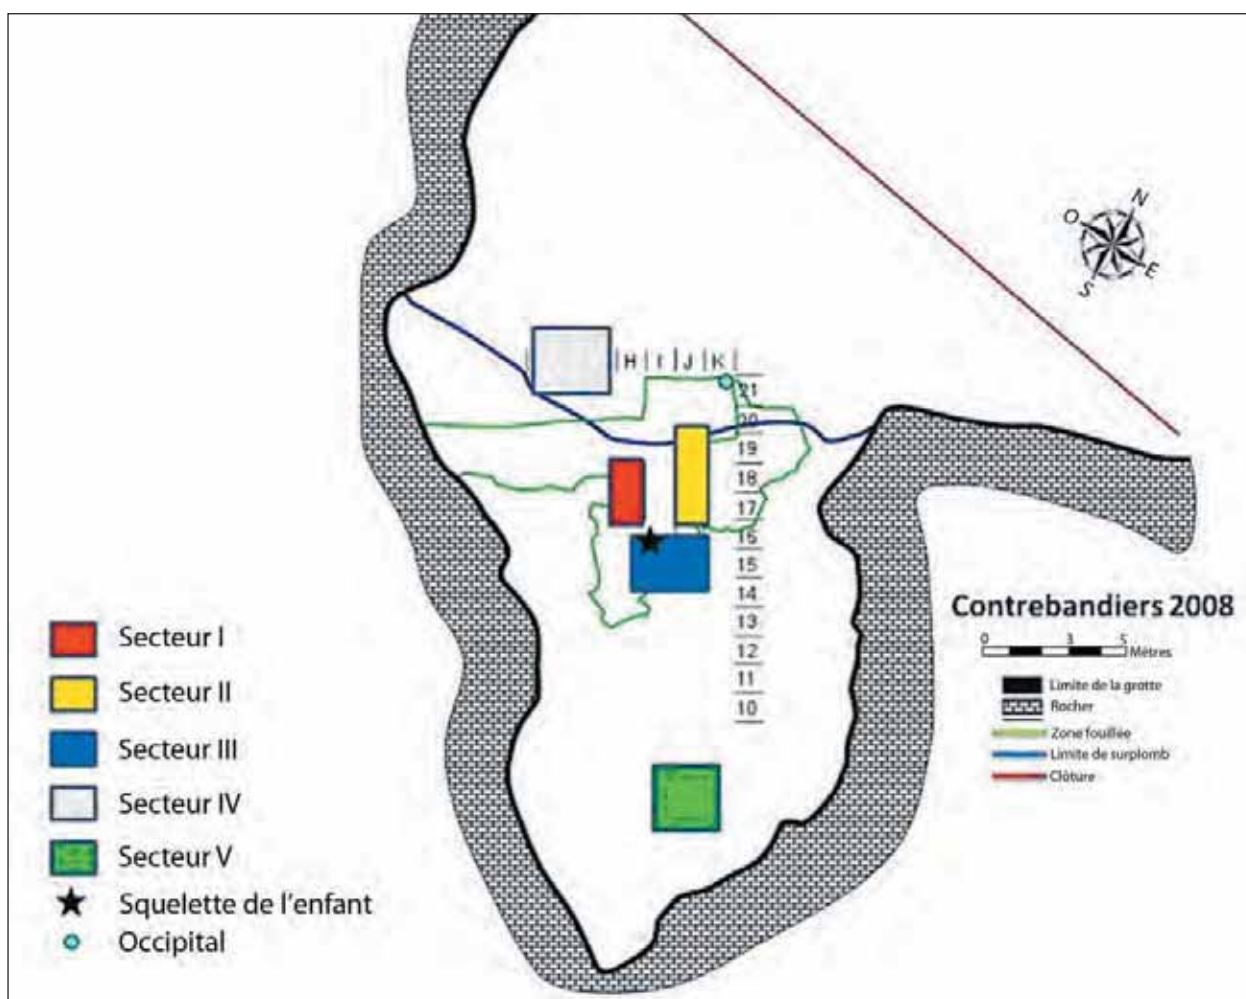 N
O
E
S
H I J K
21
20
19
18
17
16
15
14
13
12
11
10
Contrebandiers 2008
0 3 5
Mètres
Limite de la grotte
Rocher
Zone fouillée
Limite de surplomb
Clôture
Secteur I
Secteur II
Secteur III
Secteur IV
Secteur V
Squelette de l'enfant
Occipital